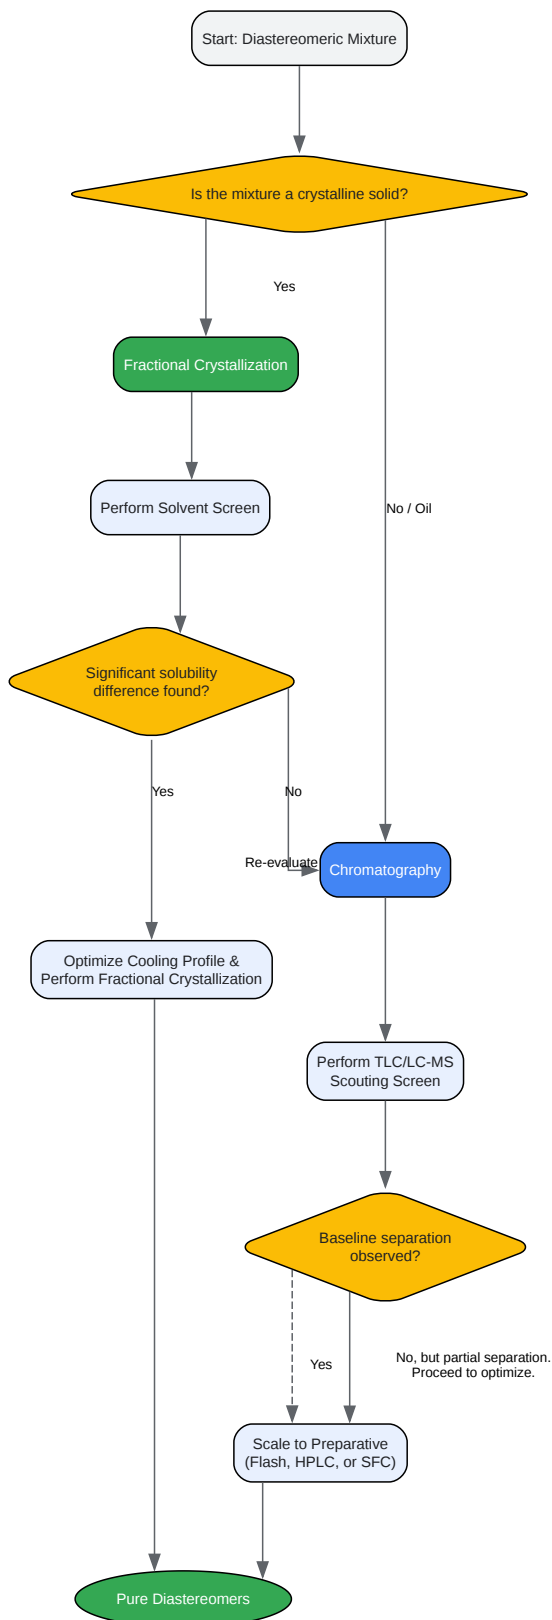 Start: Diastereomeric Mixture
Is the mixture a crystalline solid?
Yes
Fractional Crystallization
Perform Solvent Screen
No / Oil
Significant solubility
difference found?
Yes
No
Re-evaluate
Chromatography
Optimize Cooling Profile &
Perform Fractional Crystallization
Perform TLC/LC-MS
Scouting Screen
Baseline separation
observed?
Yes
No, but partial separation.
Proceed to optimize.
Scale to Preparative
(Flash, HPLC, or SFC)
Pure Diastereomers